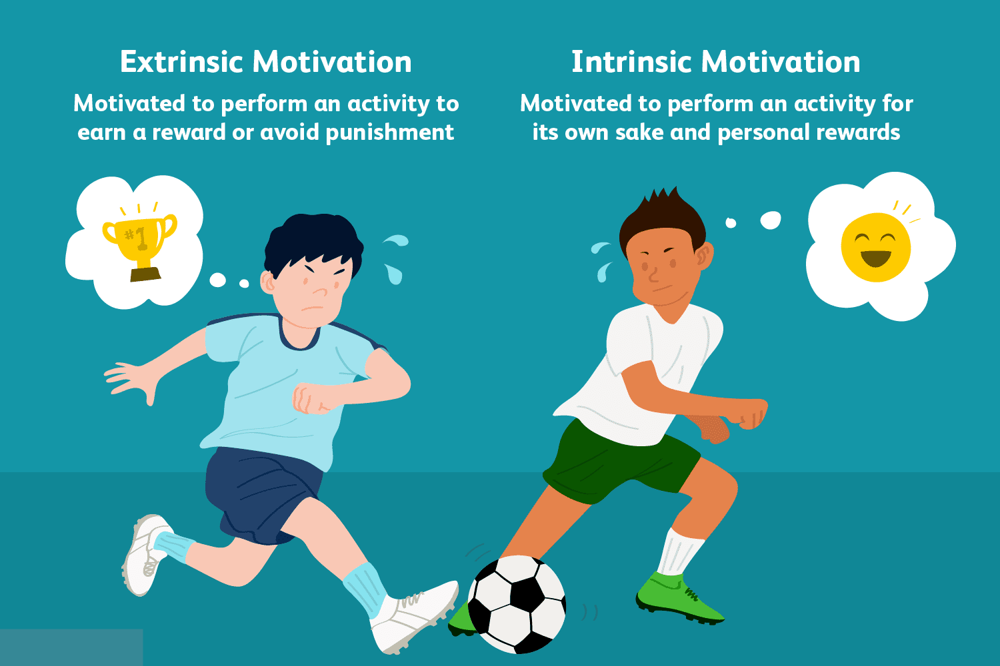 Extrinsic Motivation
Motivated to perform an activity to
earn a reward or avoid punishment
Intrinsic Motivation
Motivated to perform an activity for
its own sake and personal rewards
#1